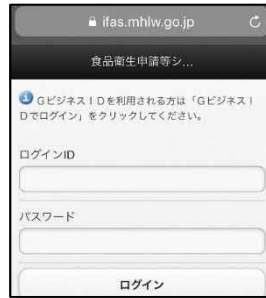 ifas.mhlw.go.jp
食品衛生申請等シ...
GビジネスIDを利用される方は「GビジネスI
Dでログイン」をクリックしてください。
ログインID
パスワード
ログイン